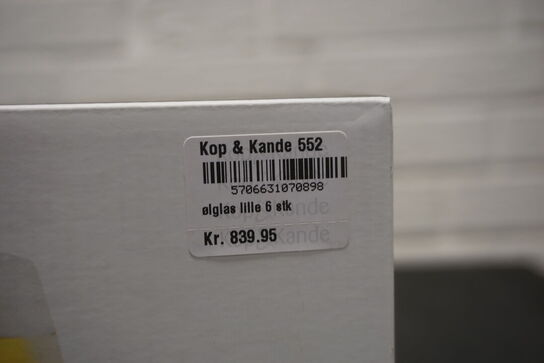 Kop & Kande 552
5706631070898
ølglas lille 6 stk
Kr. 839.95